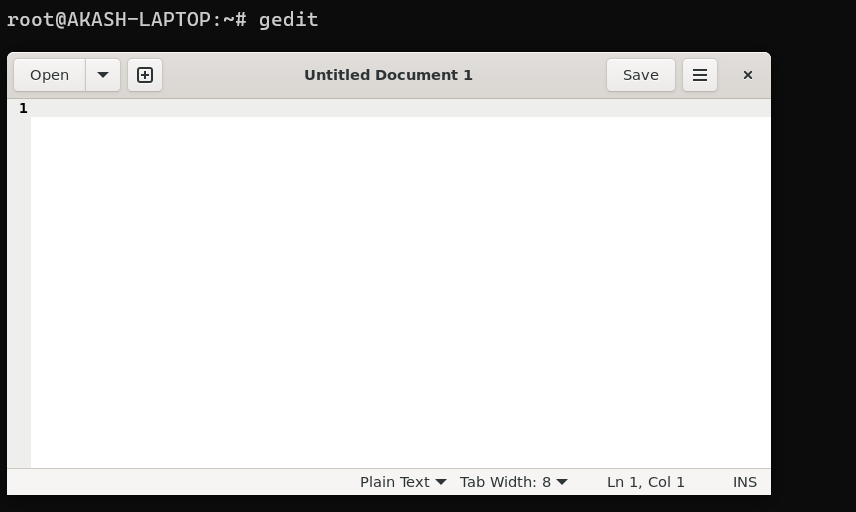 root@AKASH-LAPTOP:~# gedit
Open Untitled Document 1 Save
1
Plain Text Tab Width: 8 Ln 1, Col 1 INS